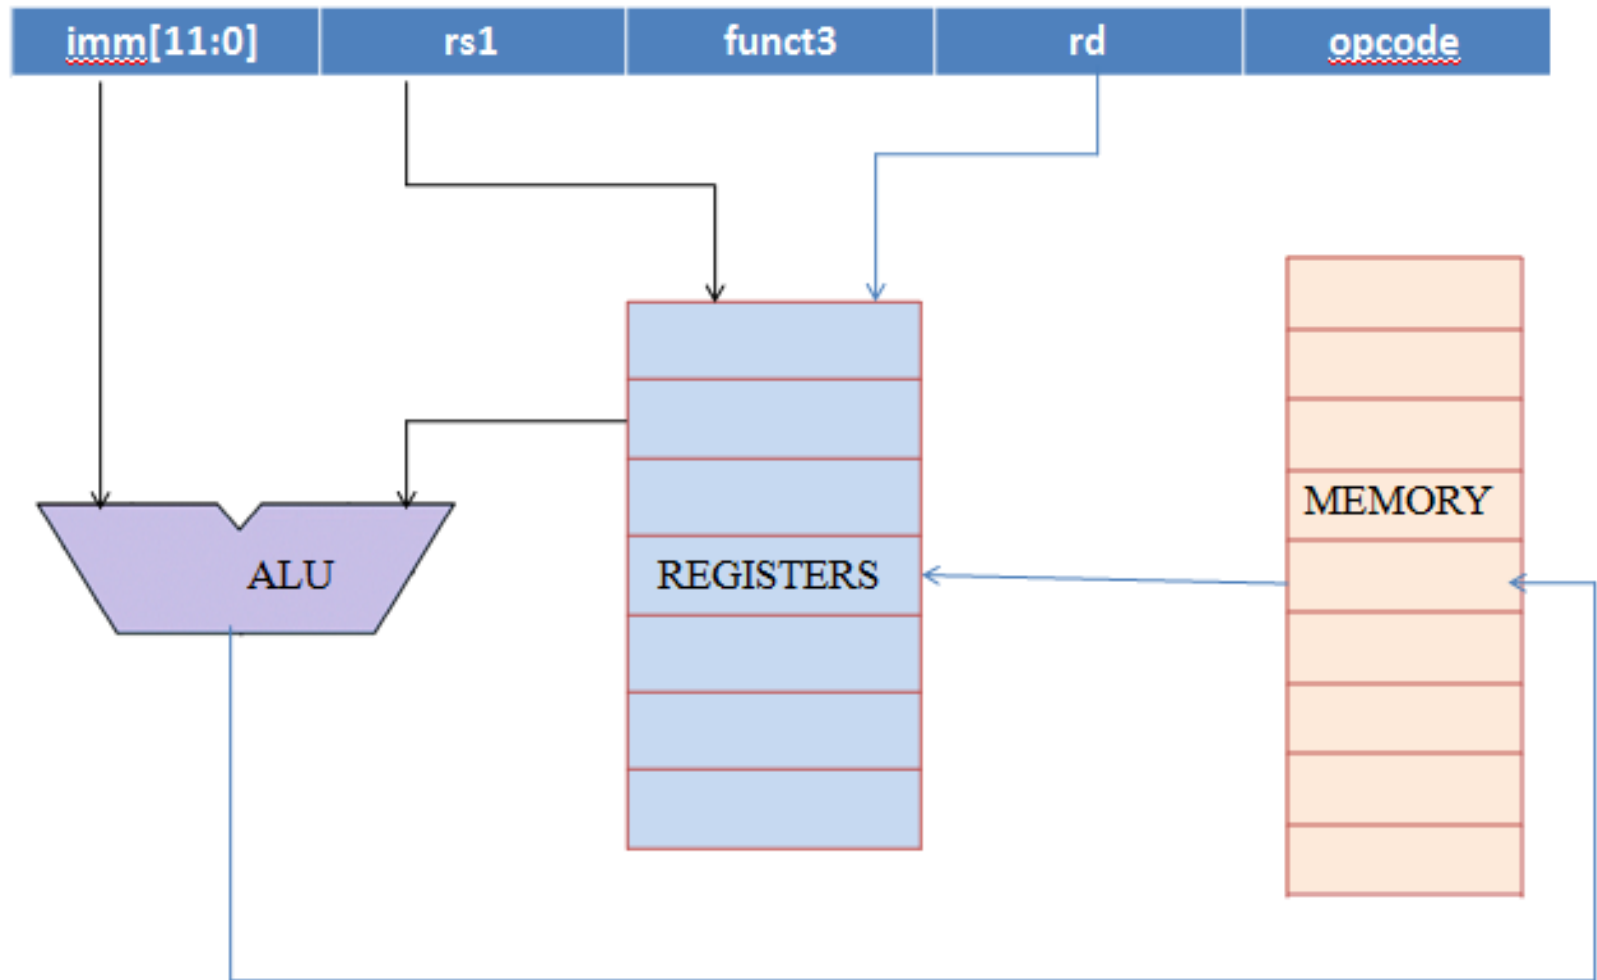 imm[11:0] rs1 funct3 rd opcode
MEMORY
ALU
REGISTERS